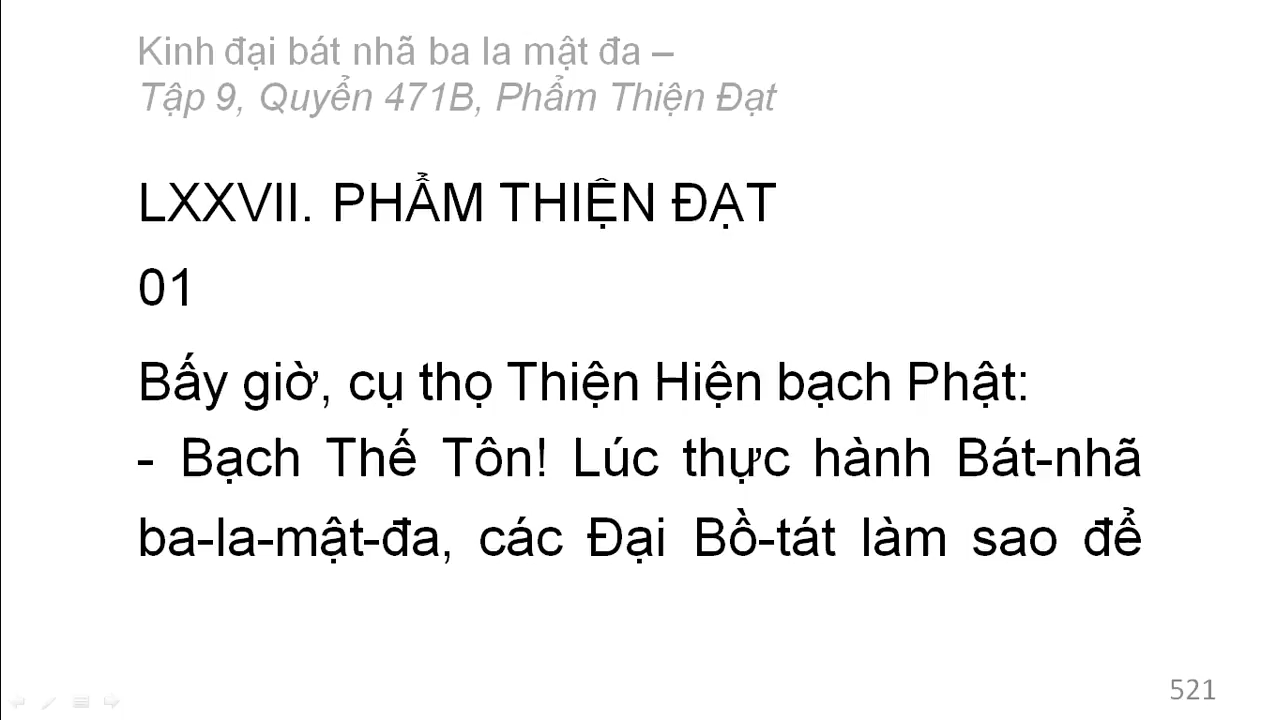 Kinh đại bát nhã ba la mật đa –
Tập 9, Quyển 471B, Phẩm Thiện Đạt
LXXVII. PHẨM THIỆN ĐẠT
01
Bấy giờ, cụ thọ Thiện Hiện bạch Phật:
- Bạch Thế Tôn! Lúc thực hành Bát-nhã
ba-la-mật-đa, các Đại Bồ-tát làm sao để
521